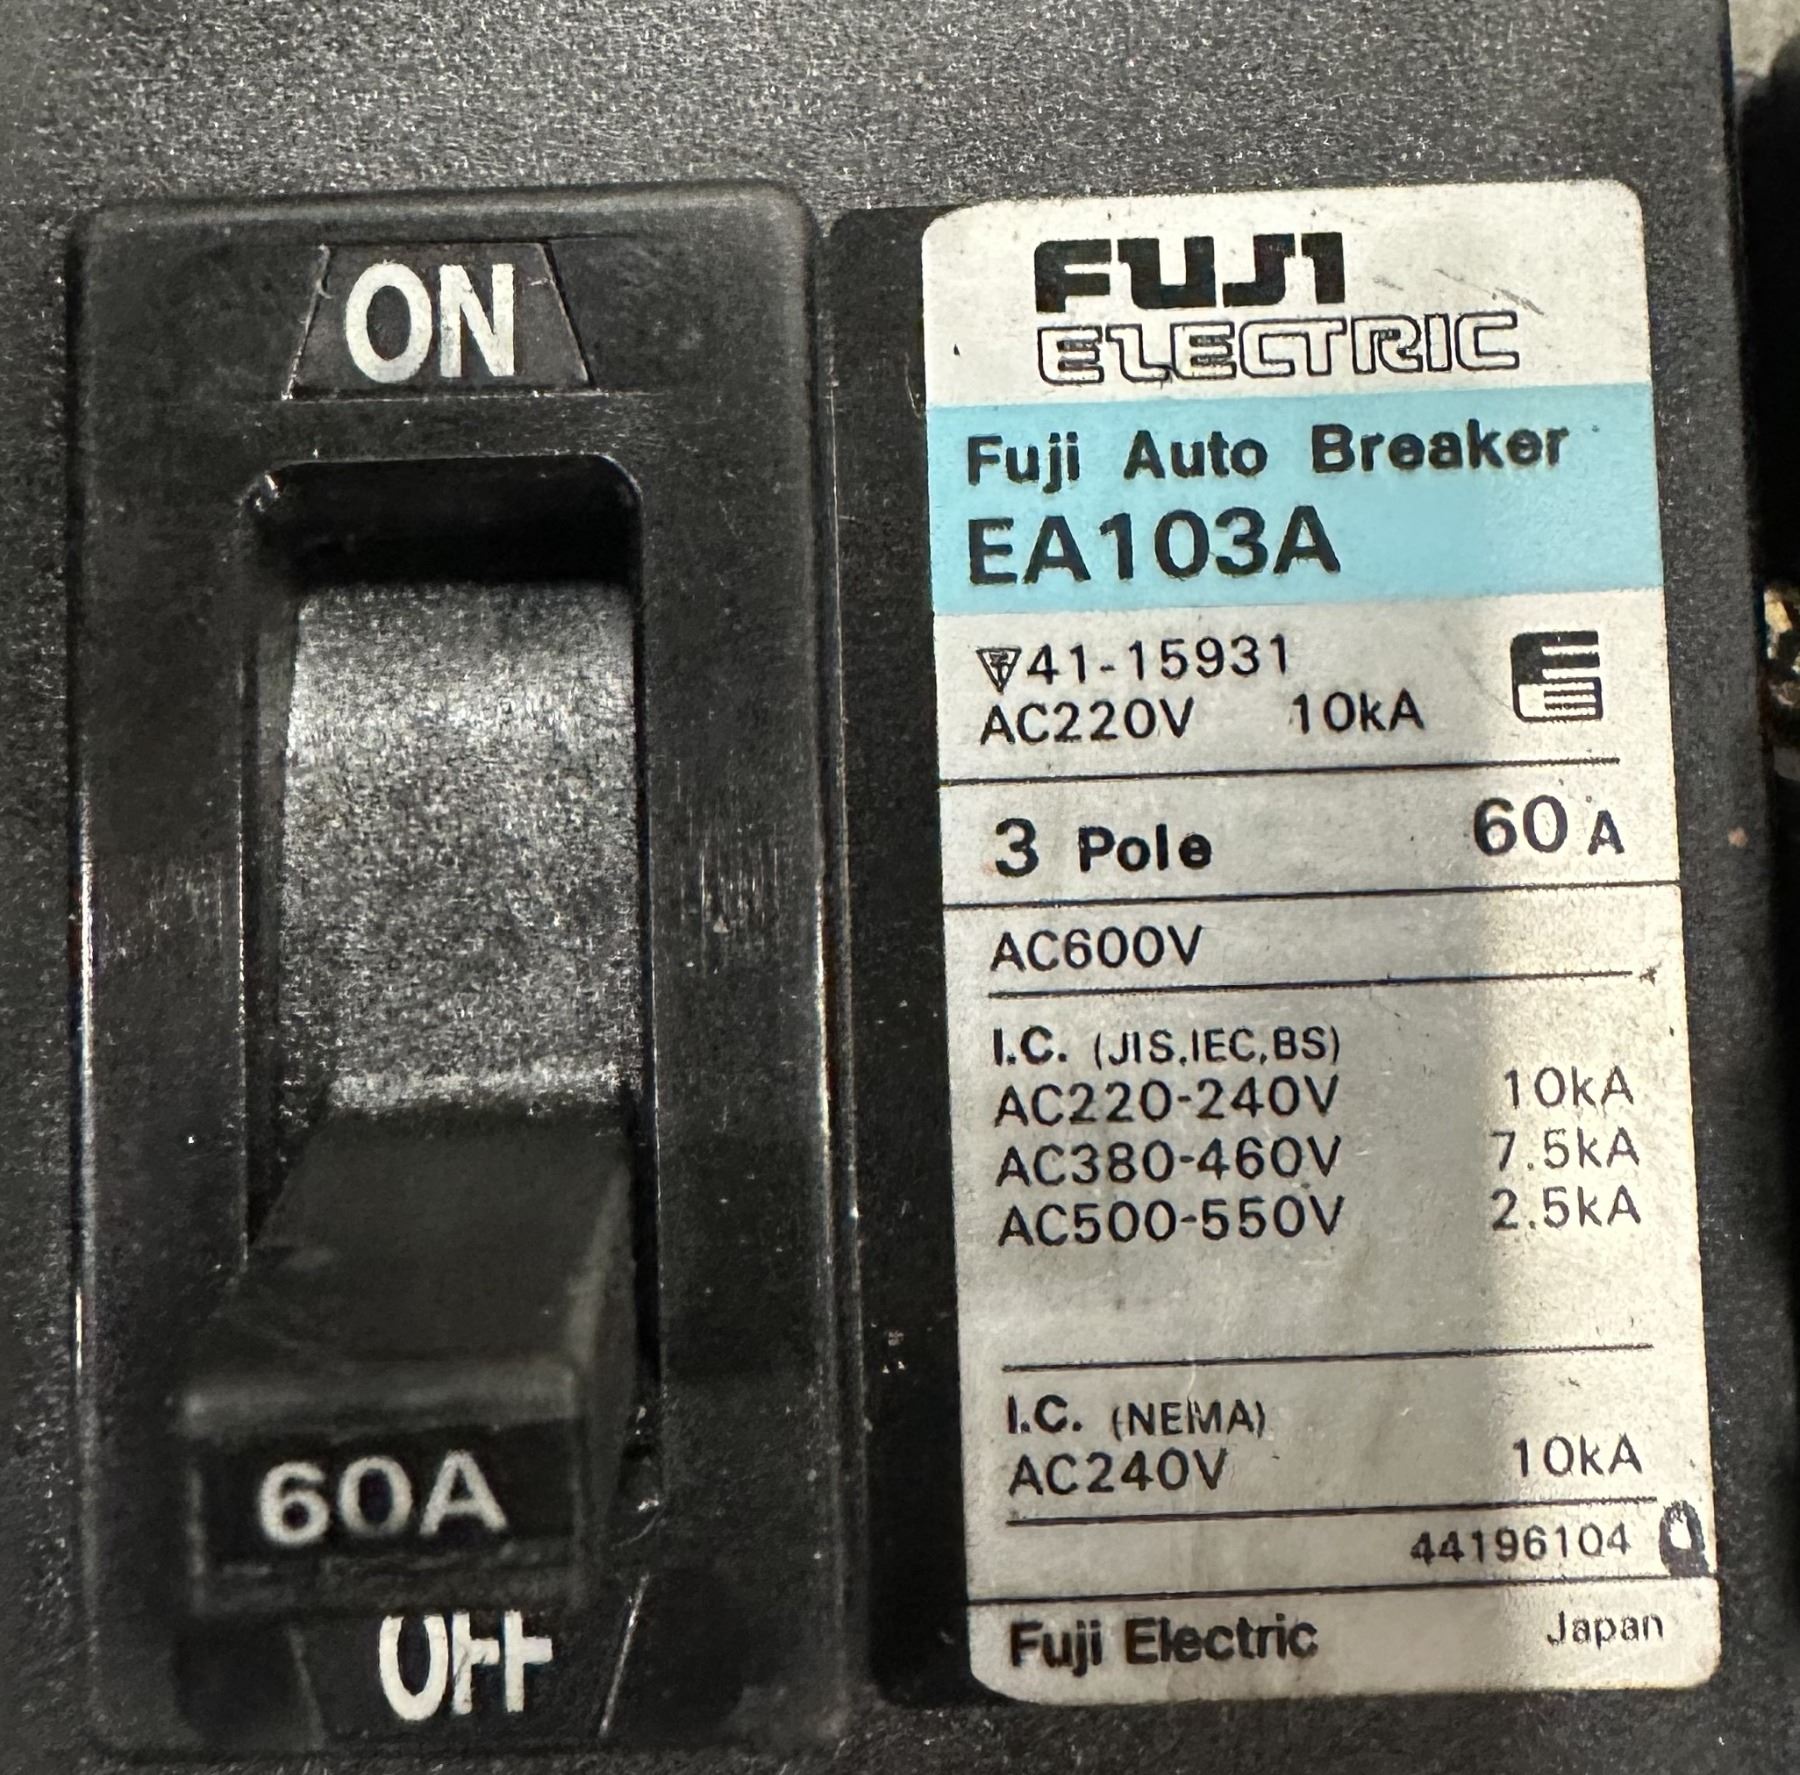 ON
60A
OFF
FUJI
ELECTRIC
Fuji Auto Breaker
EA103A
41-15931
AC220V 10kA
3 Pole 60 A
AC600V
I.C. (JIS,IEC,BS)
AC220-240V 10kA
AC380-460V 7.5kA
AC500-550V 2.5kA
I.C. (NEMA)
AC240V 10kA
44196104
Fuji Electric Japan